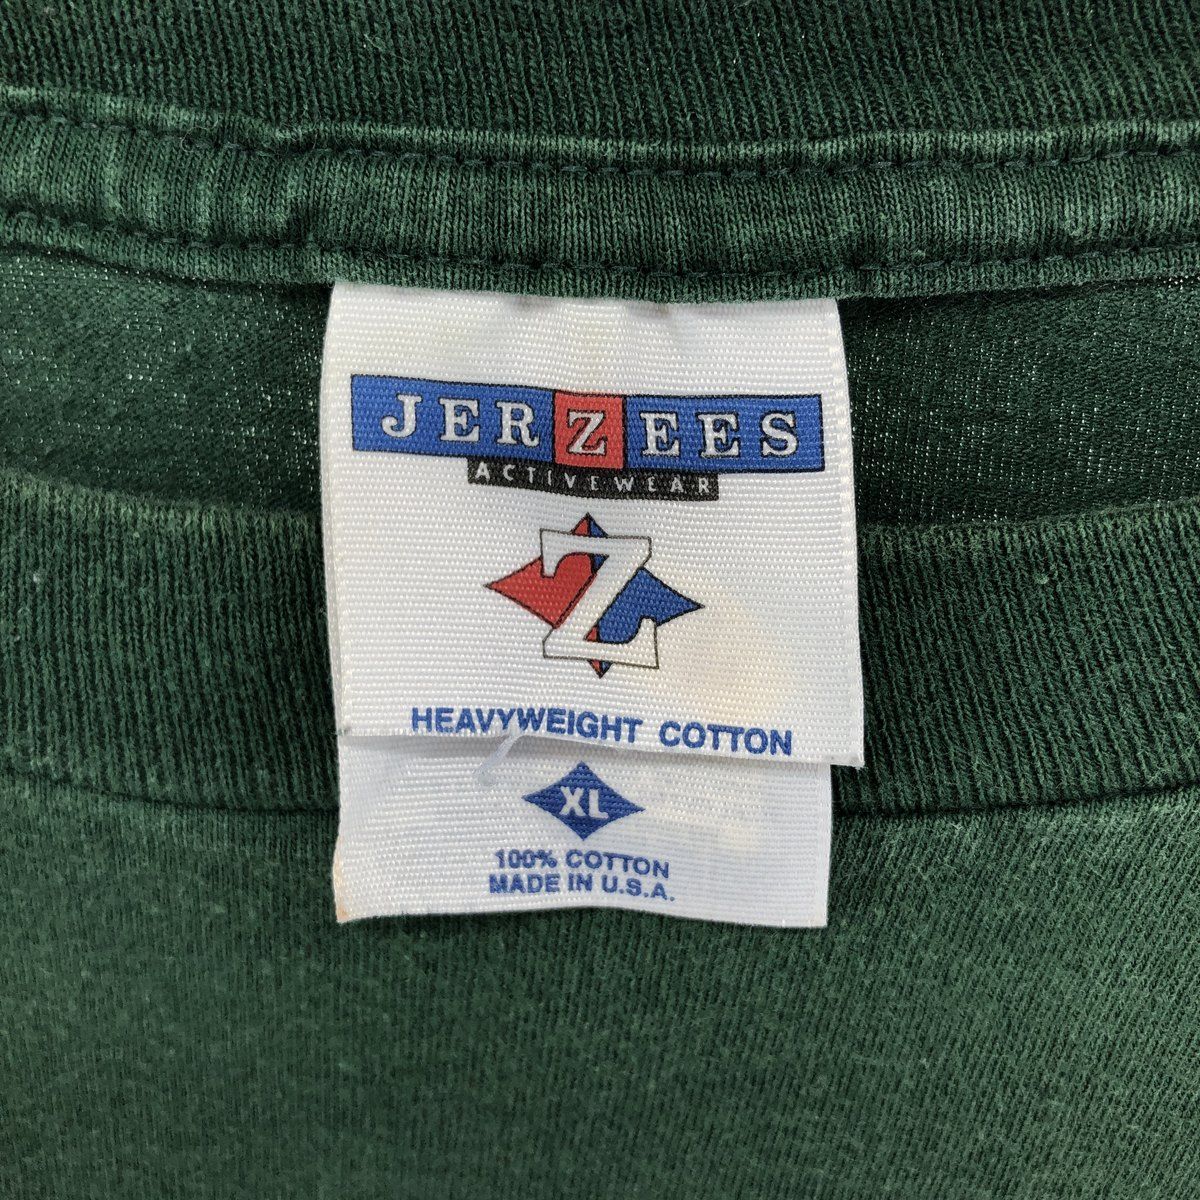 JERZEES
ACTIVEWEAR
Z
HEAVYWEIGHT COTTON
XL
100% COTTON
MADE IN U.S.A.